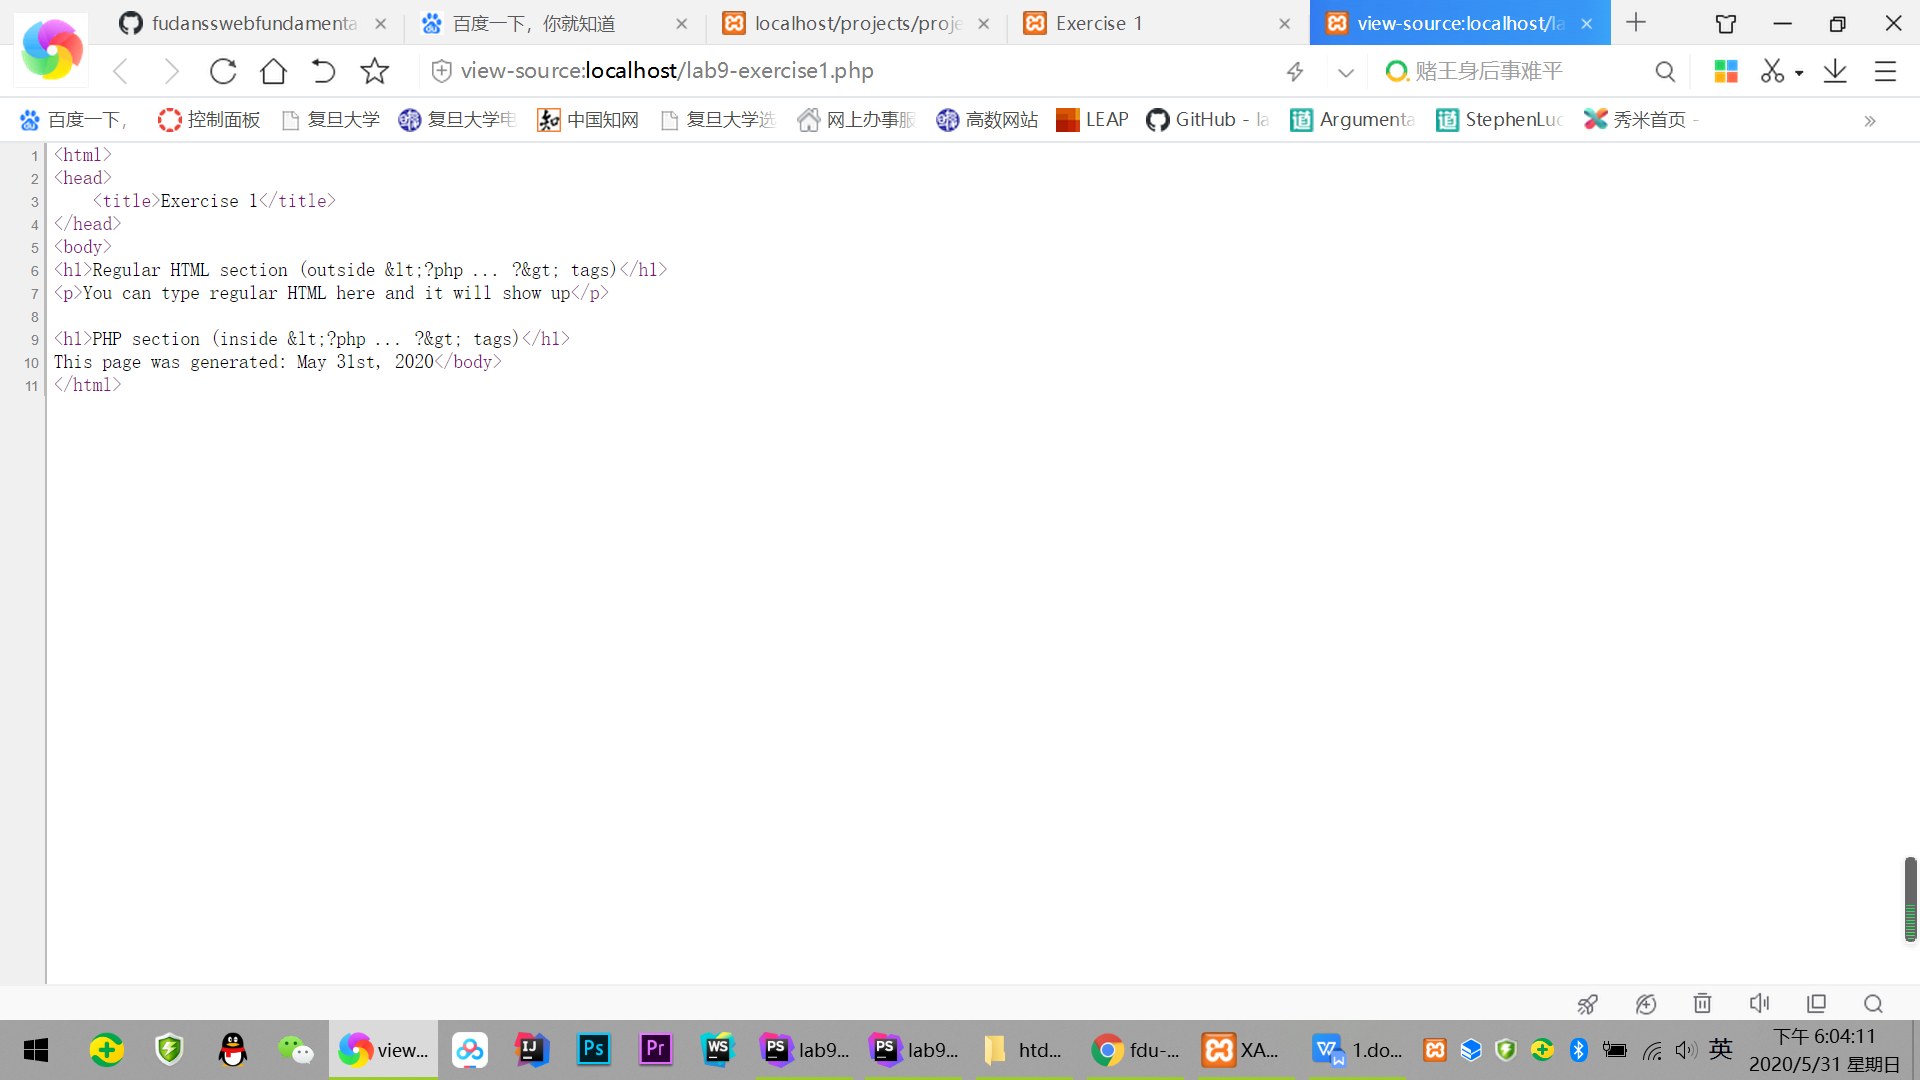 fudansswebfundamenta
百度一下，你就知道
localhost/projects/proje
Exercise 1
view-source:localhost/la
view-source:localhost/lab9-exercise1.php
赌王身后事难平
百度一下,
控制面板
复旦大学
复旦大学电
中国知网
复旦大学选
网上办事服
高数网站
LEAP
GitHub - la
Argumenta
StephenLuc
秀米首页 -
»
1 <html>
2 <head>
3 <title>Exercise 1</title>
4 </head>
5 <body>
6 <h1>Regular HTML section (outside &lt;?php ... ?&gt; tags)</h1>
7 <p>You can type regular HTML here and it will show up</p>
8
9 <h1>PHP section (inside &lt;?php ... ?&gt; tags)</h1>
10 This page was generated: May 31st, 2020</body>
11 </html>
view...
IJ
Ps
Pr
WS
PS lab9...
PS lab9...
htd...
fdu-...
XA...
1.do...
英
下午 6:04:11
2020/5/31 星期日